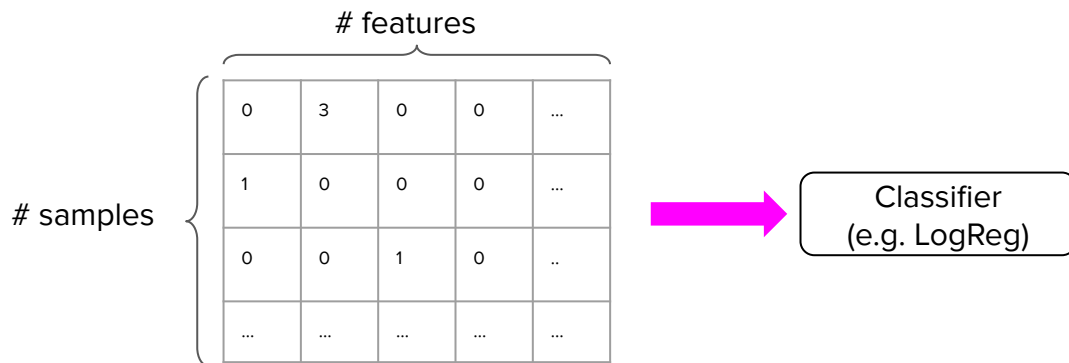 # features
0 3 0 0 ...
# samples
1 0 0 0 ...
0 0 1 0 ..
... ... ... ... ...
Classifier
(e.g. LogReg)